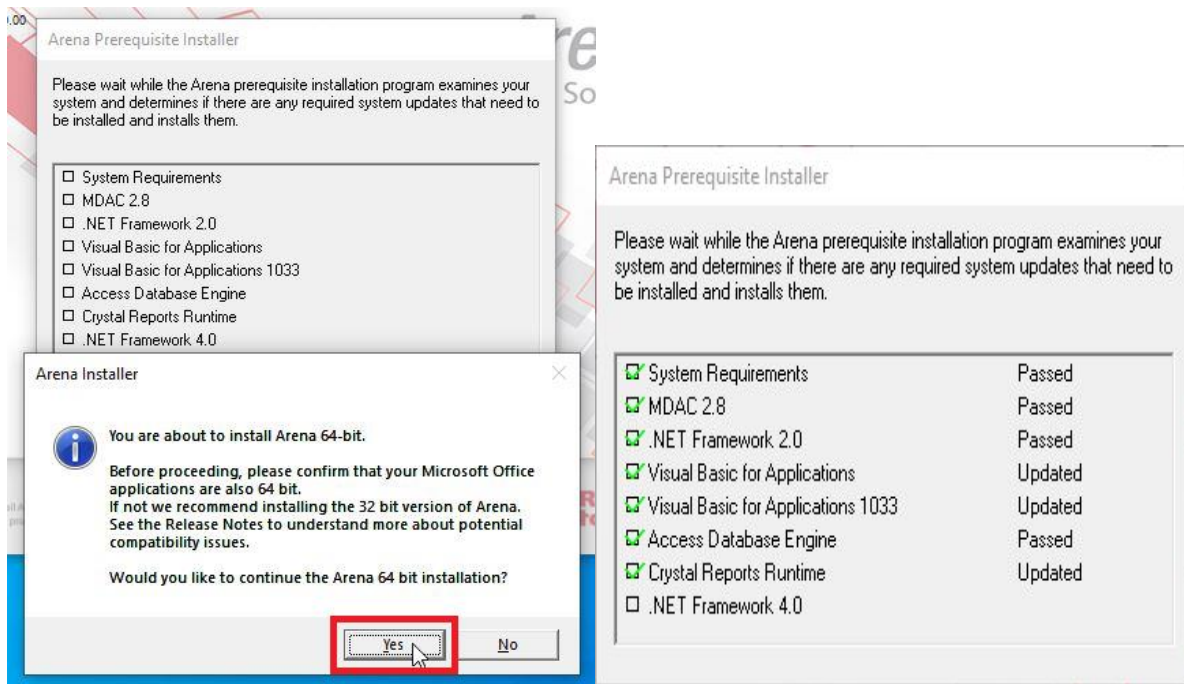 Arena Prerequisite Installer
Please wait while the Arena prerequisite installation program examines your
system and determines if there are any required system updates that need to
be installed and installs them.
System Requirements
MDAC 2.8
.NET Framework 2.0
Visual Basic for Applications
Visual Basic for Applications 1033
Access Database Engine
Crystal Reports Runtime
.NET Framework 4.0
Arena Installer
You are about to install Arena 64-bit.
Before proceeding, please confirm that your Microsoft Office
applications are also 64 bit.
If not we recommend installing the 32 bit version of Arena.
See the Release Notes to understand more about potential
compatibility issues.
Would you like to continue the Arena 64 bit installation?
Yes No
Arena Prerequisite Installer
Please wait while the Arena prerequisite installation program examines your
system and determines if there are any required system updates that need to
be installed and installs them.
System Requirements Passed
MDAC 2.8 Passed
.NET Framework 2.0 Passed
Visual Basic for Applications Updated
Visual Basic for Applications 1033 Updated
Access Database Engine Passed
Crystal Reports Runtime Updated
.NET Framework 4.0